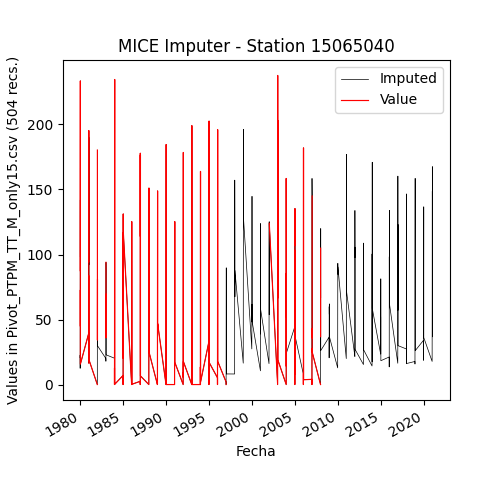 MICE Imputer - Station 15065040
Imputed
Value
Values in Pivot_PTPM_TT_M_only15.csv (504 recs.)
200
150
100
50
0
1980 1985 1990 1995 2000 2005 2010 2015 2020
Fecha